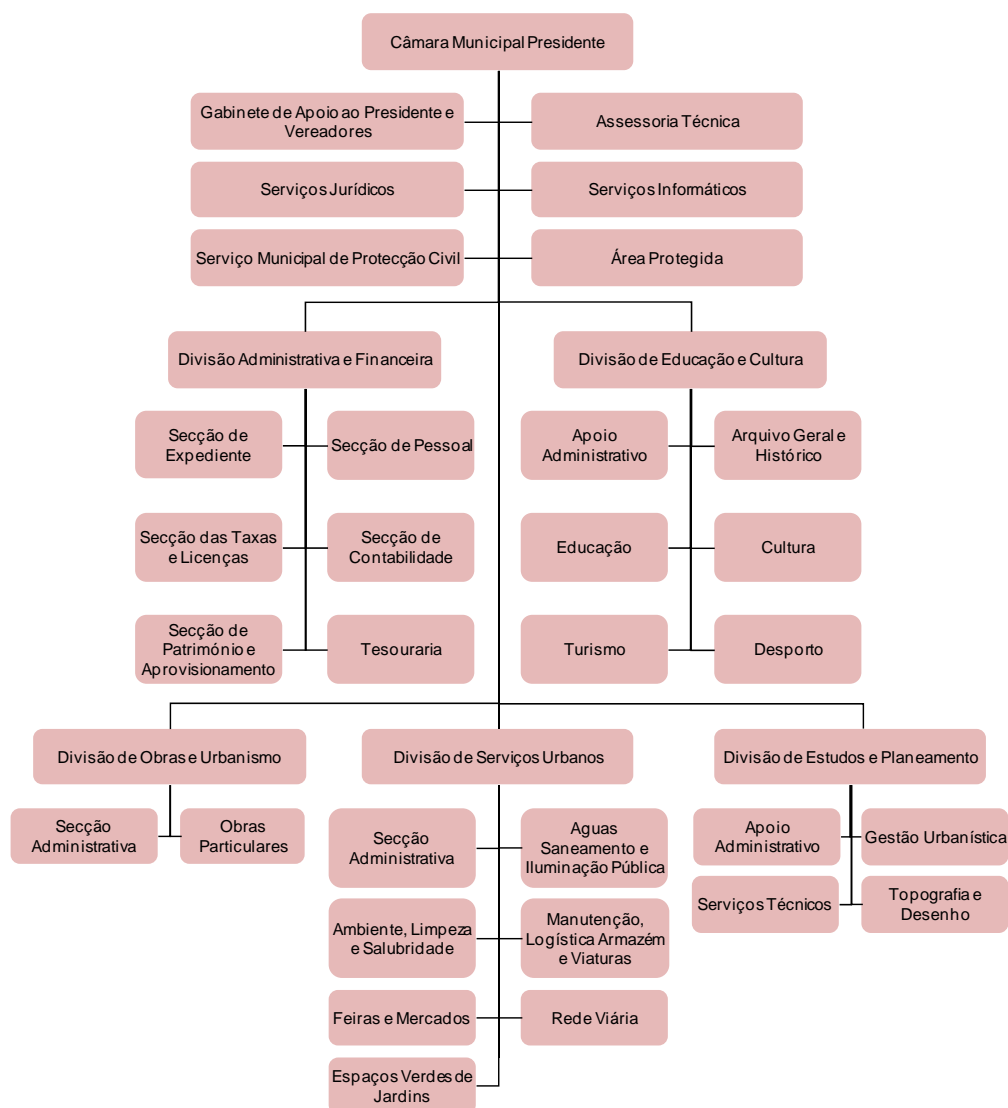 Câmara Municipal Presidente
Gabinete de Apoio ao Presidente e
Vereadores
Assessoria Técnica
Serviços Jurídicos
Serviços Informáticos
Serviço Municipal de Protecção Civil
Área Protegida
Divisão Administrativa e Financeira
Divisão de Educação e Cultura
Secção de
Expediente
Secção de Pessoal
Apoio
Administrativo
Arquivo Geral e
Histórico
Secção das Taxas
e Licenças
Secção de
Contabilidade
Educação
Cultura
Secção de
Património e
Aprovisionamento
Tesouraria
Turismo
Desporto
Divisão de Obras e Urbanismo
Divisão de Serviços Urbanos
Divisão de Estudos e Planeamento
Secção
Administrativa
Obras
Particulares
Secção
Administrativa
Aguas
Saneamento e
Iluminação Pública
Apoio
Administrativo
Gestão Urbanística
Serviços Técnicos
Topografia e
Desenho
Ambiente, Limpeza
e Salubridade
Manutenção,
Logística Armazém
e Viaturas
Feiras e Mercados
Rede Viária
Espaços Verdes de
Jardins